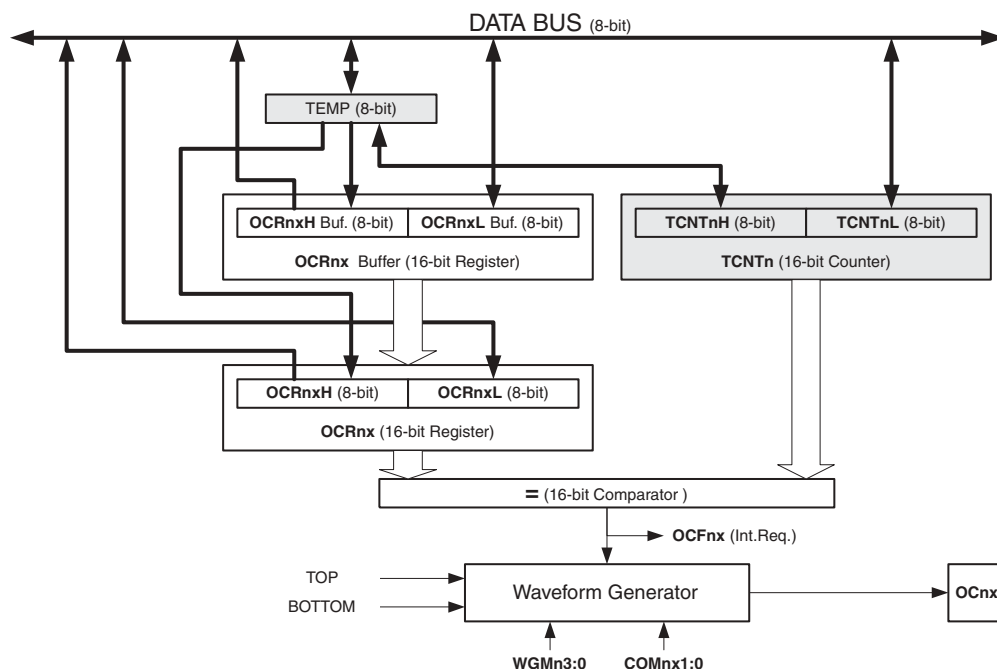 DATA BUS (8-bit)
TEMP (8-bit)
OCRnxH Buf. (8-bit) OCRnxL Buf. (8-bit)
OCRnx Buffer (16-bit Register)
TCNTnH (8-bit) TCNTnL (8-bit)
TCNTn (16-bit Counter)
OCRnxH (8-bit) OCRnxL (8-bit)
OCRnx (16-bit Register)
= (16-bit Comparator )
OCFnx (Int.Req.)
TOP
BOTTOM
Waveform Generator
OCnx
WGMn3:0 COMnx1:0